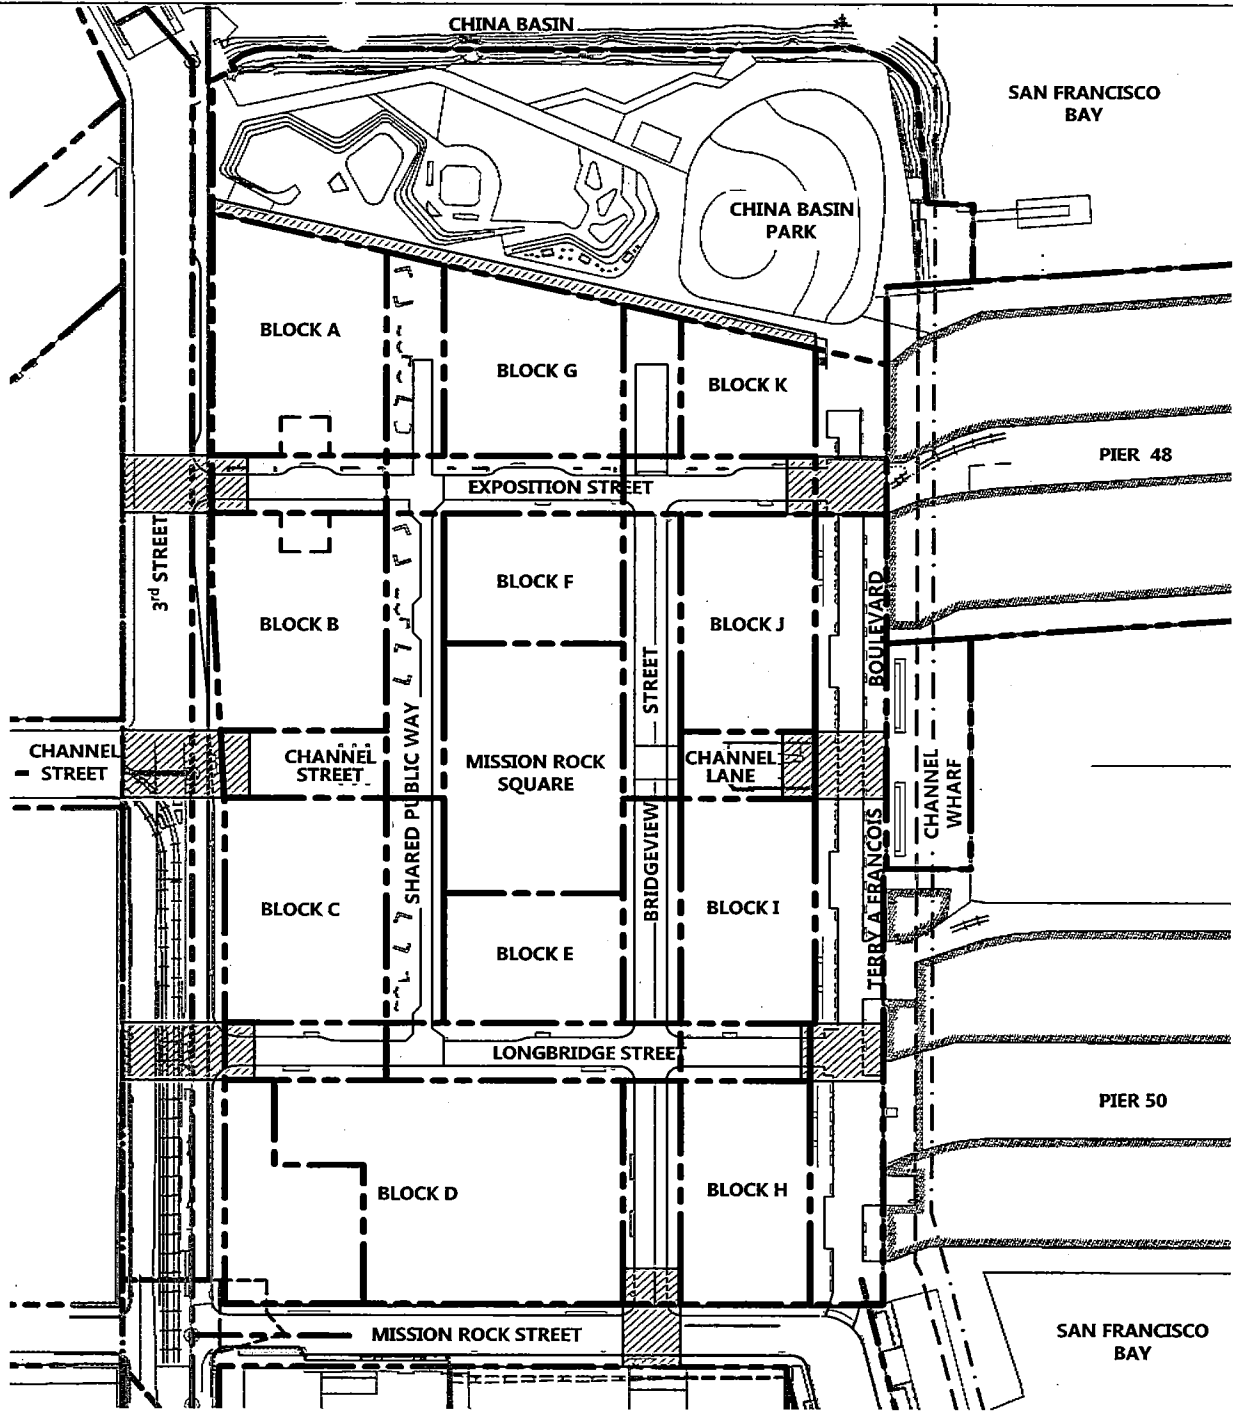 CHINA BASIN
SAN FRANCISCO
BAY
CHINA BASIN
PARK
BLOCK A
BLOCK G
BLOCK K
PIER 48
EXPOSITION STREET
3rd STREET
BLOCK F
BLOCK B
BLOCK J
BOULEVARD
STREET
CHANNEL
STREET
CHANNEL
STREET
SHARED PUBLIC WAY
MISSION ROCK
SQUARE
CHANNEL
LANE
CHANNEL
WHARF
BRIDGEVIEW
TERRY A FRANCOIS
BLOCK C
BLOCK I
BLOCK E
LONGBRIDGE STREET
PIER 50
BLOCK D
BLOCK H
MISSION ROCK STREET
SAN FRANCISCO
BAY